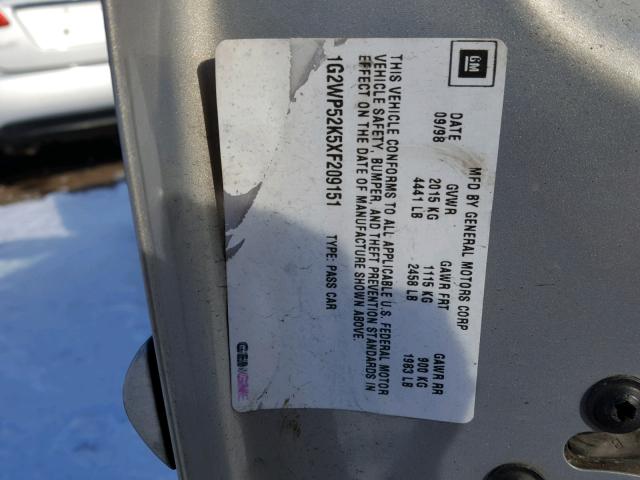 GM
MFD BY GENERAL MOTORS CORP
DATE GVWR GAWR FRT GAWR RR
09/98 2015 KG 1115 KG 900 KG
4441 LB 2458 LB 1983 LB
THIS VEHICLE CONFORMS TO ALL APPLICABLE U.S. FEDERAL MOTOR
VEHICLE SAFETY, BUMPER, AND THEFT PREVENTION STANDARDS IN
EFFECT ON THE DATE OF MANUFACTURE SHOWN ABOVE.
1G2WP52K5XF209151 TYPE: PASS CAR